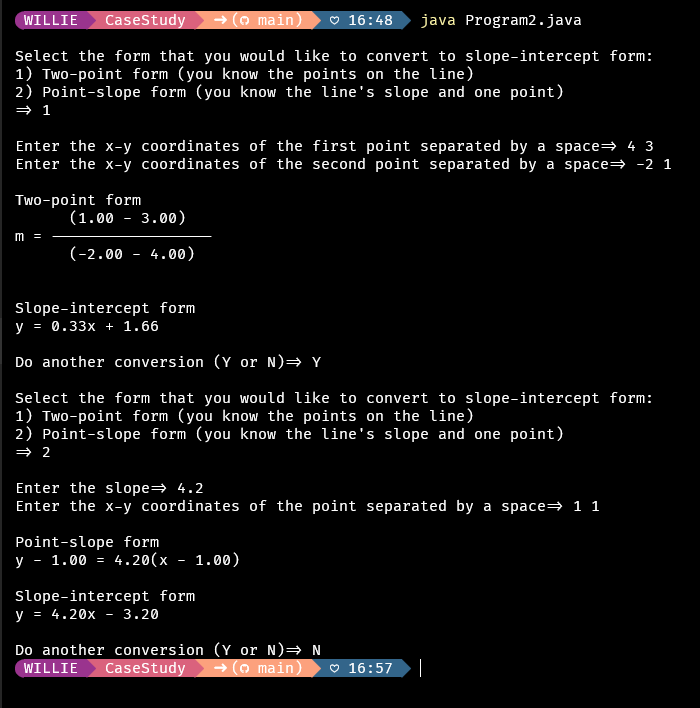 WILLIE CaseStudy ➜ ( main) ♡ 16:48 java Program2.java
Select the form that you would like to convert to slope-intercept form:
1) Two-point form (you know the points on the line)
2) Point-slope form (you know the line's slope and one point)
=> 1
Enter the x-y coordinates of the first point separated by a space=> 4 3
Enter the x-y coordinates of the second point separated by a space=> -2 1
Two-point form
(1.00 - 3.00)
m = ------------------
(-2.00 - 4.00)
Slope-intercept form
y = 0.33x + 1.66
Do another conversion (Y or N)=> Y
Select the form that you would like to convert to slope-intercept form:
1) Two-point form (you know the points on the line)
2) Point-slope form (you know the line's slope and one point)
=> 2
Enter the slope=> 4.2
Enter the x-y coordinates of the point separated by a space=> 1 1
Point-slope form
y - 1.00 = 4.20(x - 1.00)
Slope-intercept form
y = 4.20x - 3.20
Do another conversion (Y or N)=> N
WILLIE CaseStudy ➜ ( main) ♡ 16:57